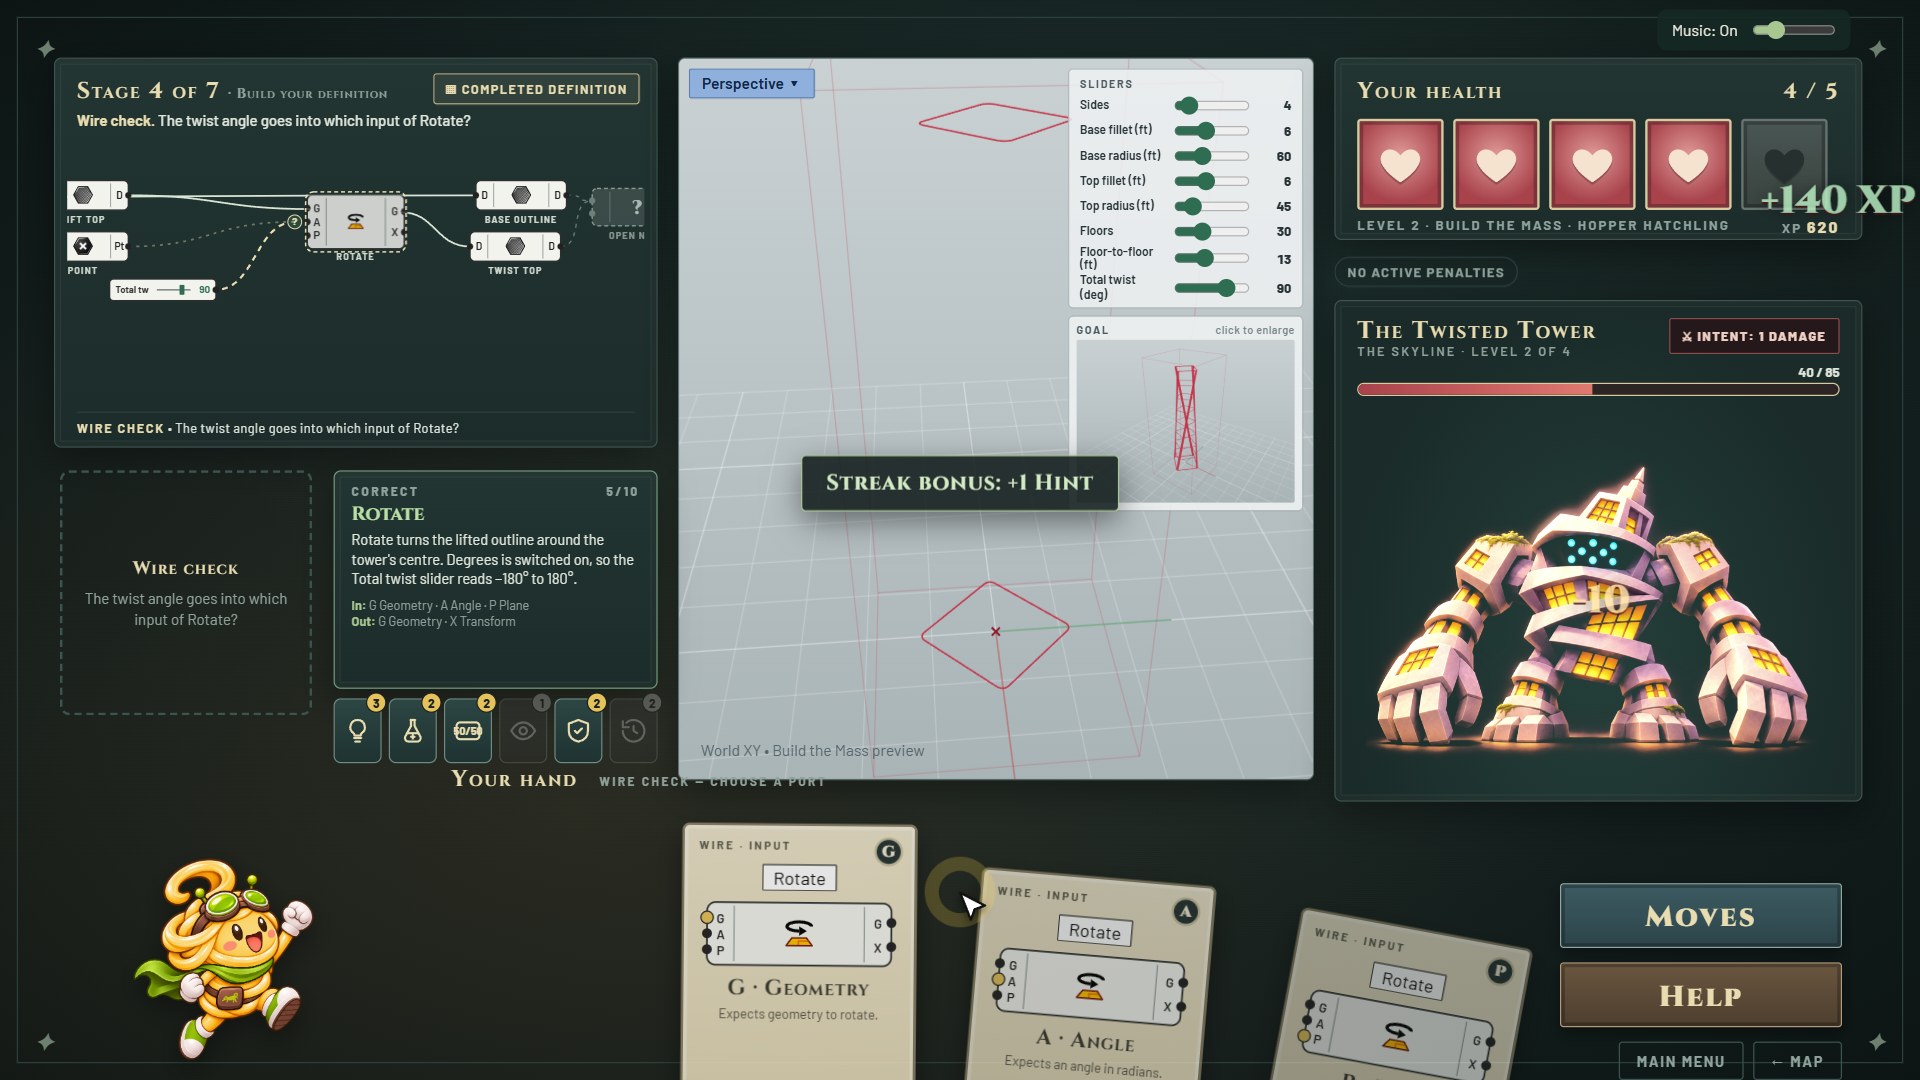 Music: On
STAGE 4 OF 7 · BUILD YOUR DEFINITION
COMPLETED DEFINITION
Wire check. The twist angle goes into which input of Rotate?
D
IFT TOP
Pt
POINT
Total tw 90
?
G
A
P
G
X
ROTATE
D D
BASE OUTLINE
D D
TWIST TOP
?
OPEN N
WIRE CHECK • The twist angle goes into which input of Rotate?
WIRE CHECK
The twist angle goes into which
input of Rotate?
CORRECT 5/10
ROTATE
Rotate turns the lifted outline around the
tower's centre. Degrees is switched on, so the
Total twist slider reads −180° to 180°.
In: G Geometry · A Angle · P Plane
Out: G Geometry · X Transform
3
2
2
1
2
2
50/50
Perspective ▼
SLIDERS
Sides 4
Base fillet (ft) 6
Base radius (ft) 60
Top fillet (ft) 6
Top radius (ft) 45
Floors 30
Floor-to-floor
(ft) 13
Total twist
(deg) 90
GOAL click to enlarge
STREAK BONUS: +1 HINT
World XY • Build the Mass preview
YOUR HEALTH 4 / 5
+140 XP
LEVEL 2 · BUILD THE MASS · HOPPER HATCHLING
XP 620
NO ACTIVE PENALTIES
THE TWISTED TOWER
THE SKYLINE · LEVEL 2 OF 4
INTENT: 1 DAMAGE
40 / 85
-10
YOUR HAND WIRE CHECK — CHOOSE A PORT
WIRE · INPUT G
Rotate
G
A
P
G
X
G · GEOMETRY
Expects geometry to rotate.
WIRE · INPUT A
Rotate
G
A
P
G
X
A · ANGLE
Expects an angle in radians.
WIRE · INPUT P
Rotate
G
A
P
G
X
MOVES
HELP
MAIN MENU
← MAP